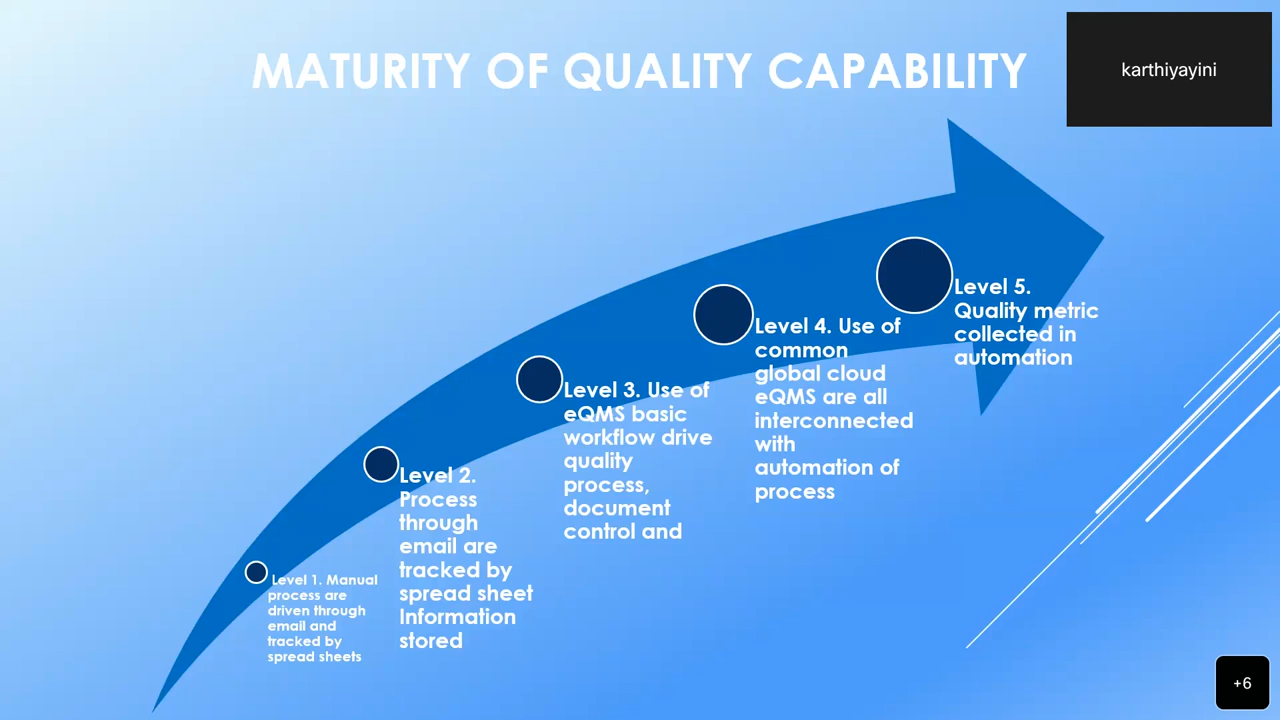 MATURITY OF QUALITY CAPABILITY
karthiyayini
Level 1. Manual
process are
driven through
email and
tracked by
spread sheets
Level 2.
Process
through
email are
tracked by
spread sheet
Information
stored
Level 3. Use of
eQMS basic
workflow drive
quality
process,
document
control and
Level 4. Use of
common
global cloud
eQMS are all
interconnected
with
automation of
process
Level 5.
Quality metric
collected in
automation
+6